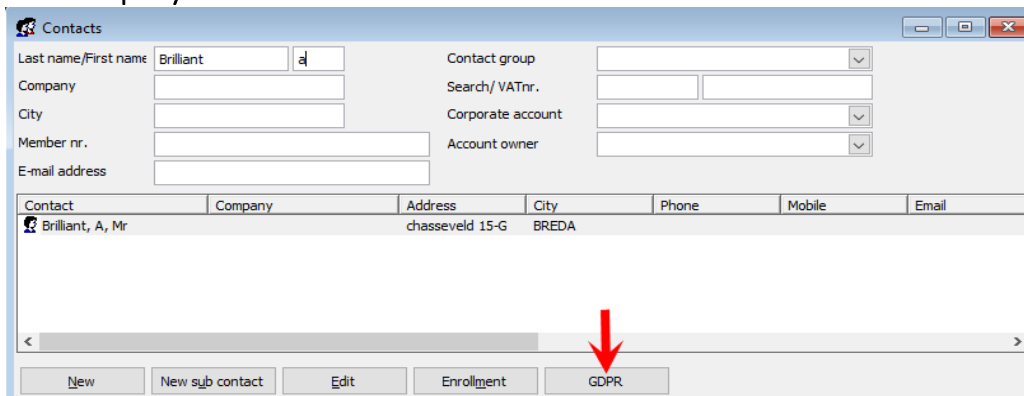 Contacts
Last name/First name Brilliant a Contact group
Company Search/ VATnr.
City Corporate account
Member nr. Account owner
E-mail address
Contact Company Address City Phone Mobile Email
Brilliant, A, Mr chasseveld 15-G BREDA
New New sub contact Edit Enrollment GDPR